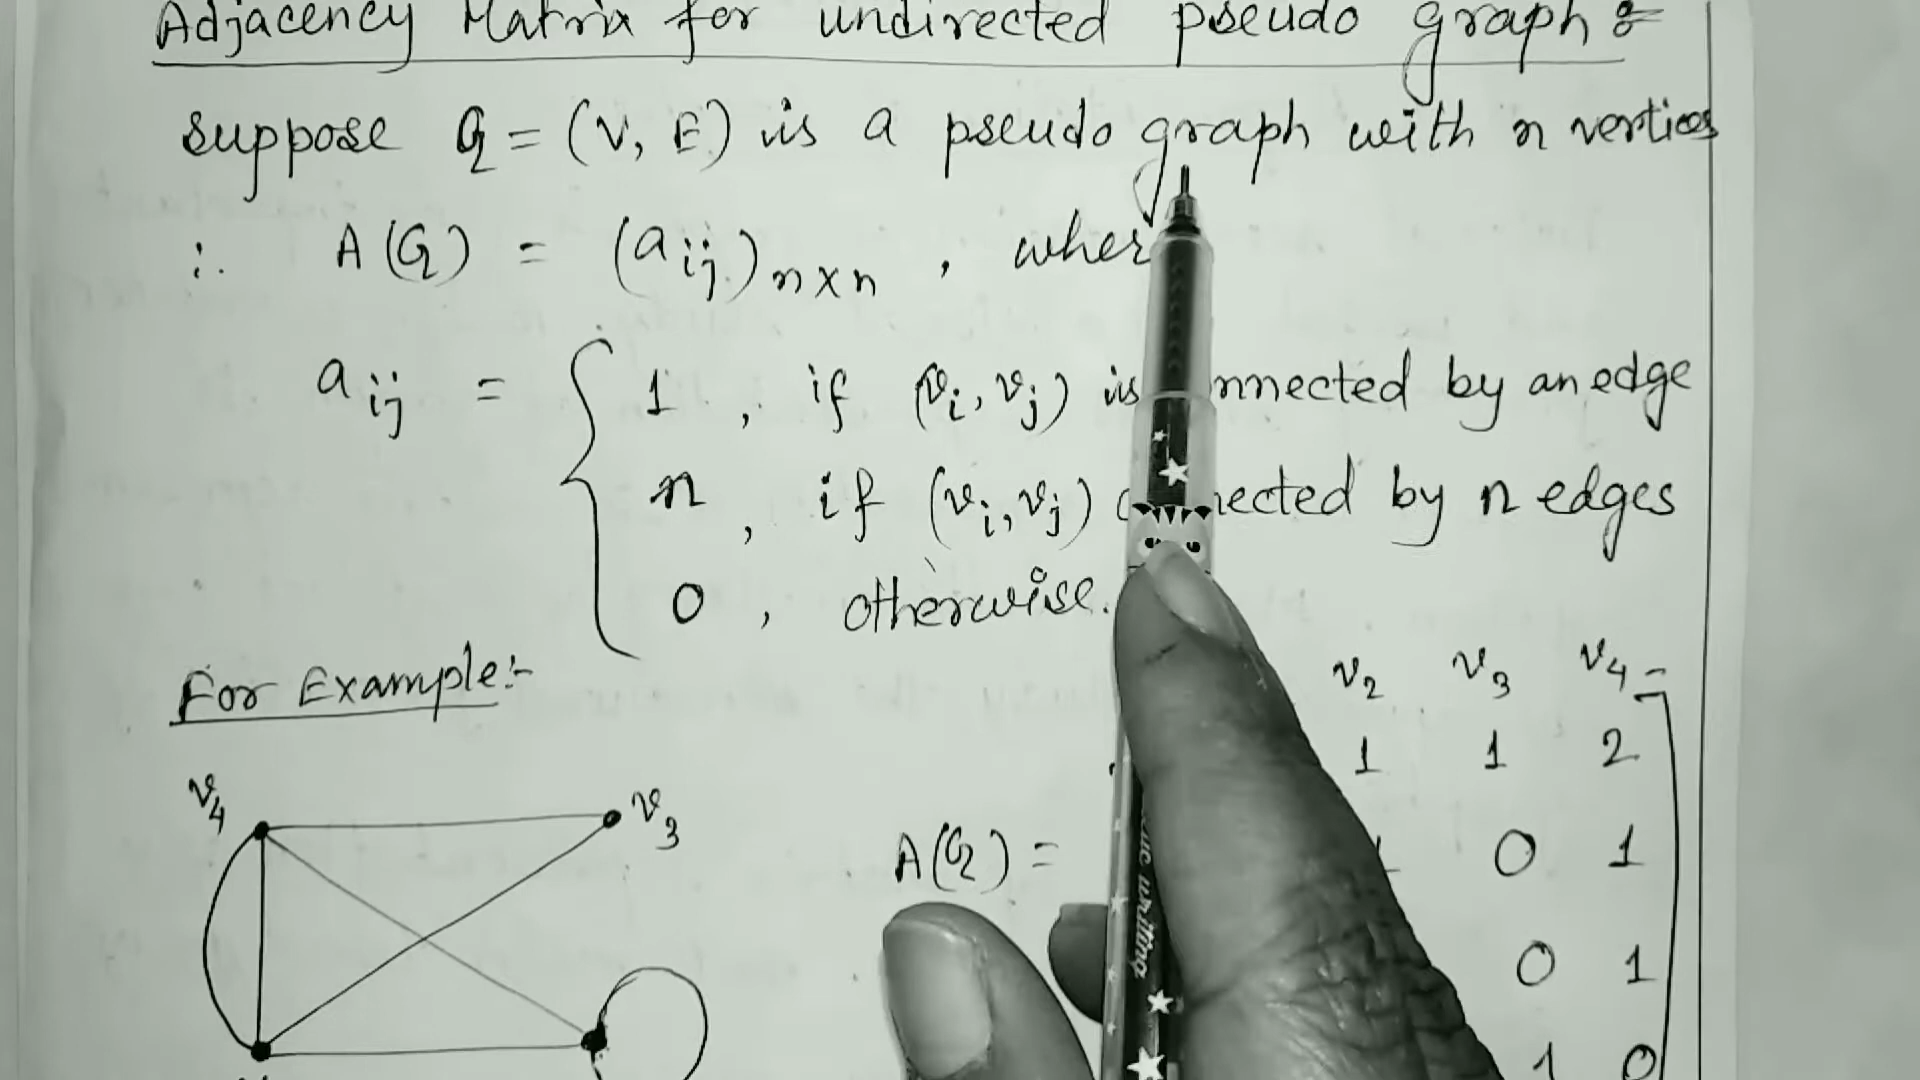 Adjacency Matrix for undirected pseudo graph :-
suppose G = (V, E) is a pseudo graph with n vertices
∴ A(G) = (aij)n×n , wher
aij = { 1 , if (vi, vj) is nnected by an edge
n , if (vi, vj) c nected by n edges
0 , otherwise.
For Example:-
v2 v3 v4
1 1 2
v4 v3
A(G) = 0 1
0 1
1 0
writing